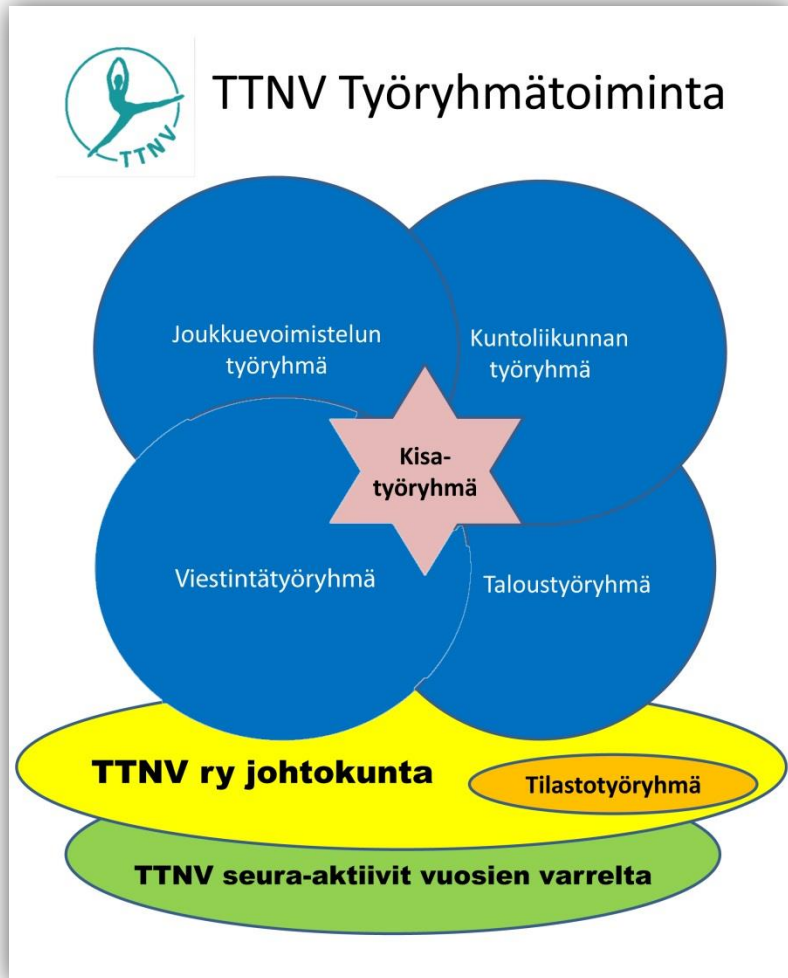 TTNV
TTNV Työryhmätoiminta
Joukkuevoimistelun
työryhmä
Kuntoliikunnan
työryhmä
Kisa-
työryhmä
Viestintätyöryhmä
Taloustyöryhmä
TTNV ry johtokunta
Tilastotyöryhmä
TTNV seura-aktiivit vuosien varrelta